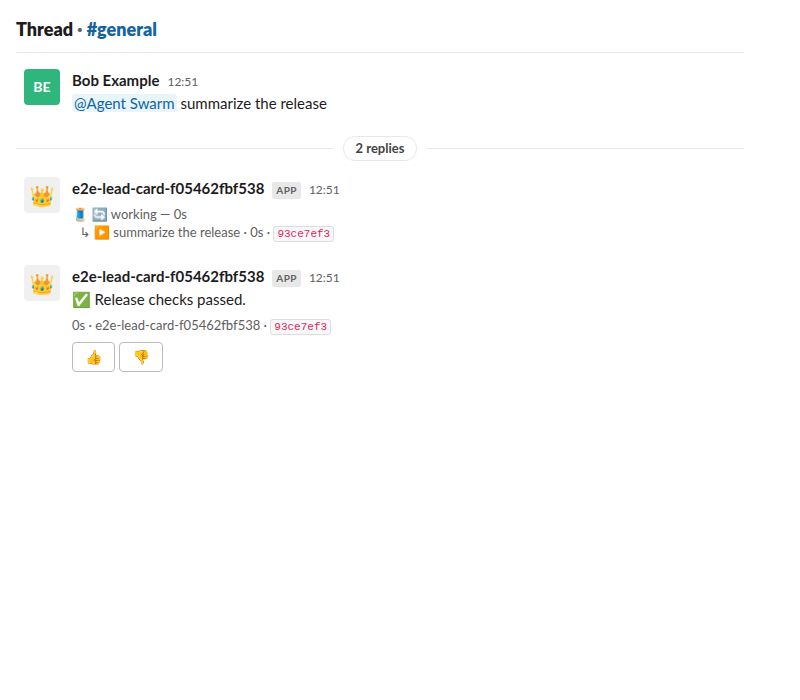 Thread • #general
BE
Bob Example 12:51
@Agent Swarm summarize the release
2 replies
e2e-lead-card-f05462fbf538 APP 12:51
🧵 🔄 working — 0s
↳ ▶️ summarize the release · 0s · 93ce7ef3
e2e-lead-card-f05462fbf538 APP 12:51
✅ Release checks passed.
0s · e2e-lead-card-f05462fbf538 · 93ce7ef3
👍 👎